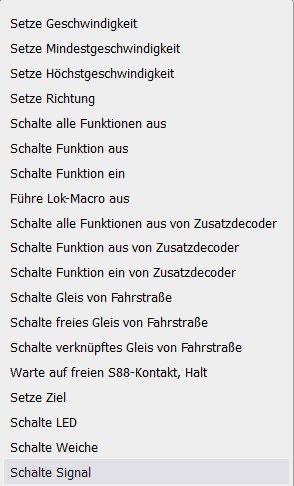 Setze Geschwindigkeit
Setze Mindestgeschwindigkeit
Setze Höchstgeschwindigkeit
Setze Richtung
Schalte alle Funktionen aus
Schalte Funktion aus
Schalte Funktion ein
Führe Lok-Macro aus
Schalte alle Funktionen aus von Zusatzdecoder
Schalte Funktion aus von Zusatzdecoder
Schalte Funktion ein von Zusatzdecoder
Schalte Gleis von Fahrstraße
Schalte freies Gleis von Fahrstraße
Schalte verknüpftes Gleis von Fahrstraße
Warte auf freien S88-Kontakt, Halt
Setze Ziel
Schalte LED
Schalte Weiche
Schalte Signal